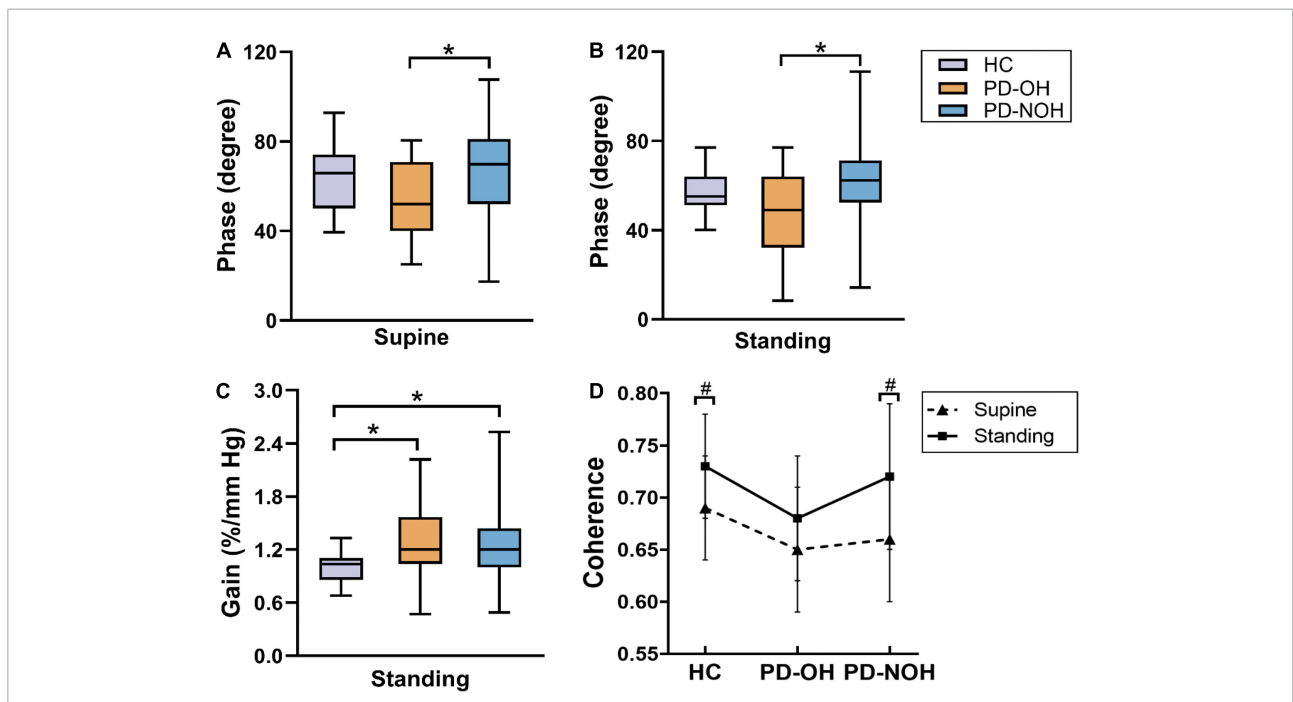 A
120
80
40
0
Phase (degree)
*
Supine
B
120
80
40
0
Phase (degree)
*
Standing
HC
PD-OH
PD-NOH
C
3.0
2.4
1.8
1.2
0.6
0.0
Gain (%/mm Hg)
*
*
Standing
D
0.80
0.75
0.70
0.65
0.60
0.55
Coherence
#
#
HC PD-OH PD-NOH
Supine
Standing